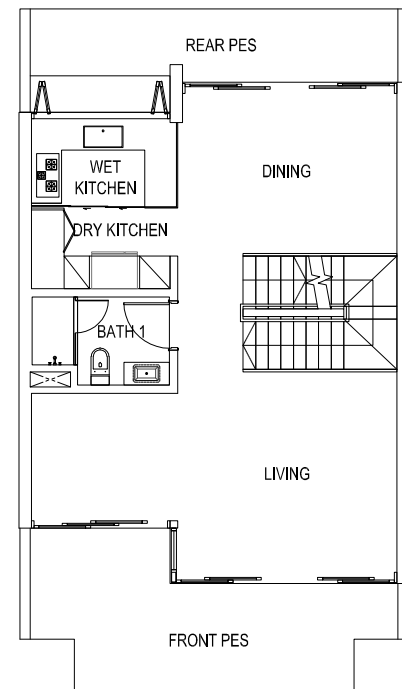 REAR PES
WET
KITCHEN
DINING
DRY KITCHEN
BATH 1
LIVING
FRONT PES